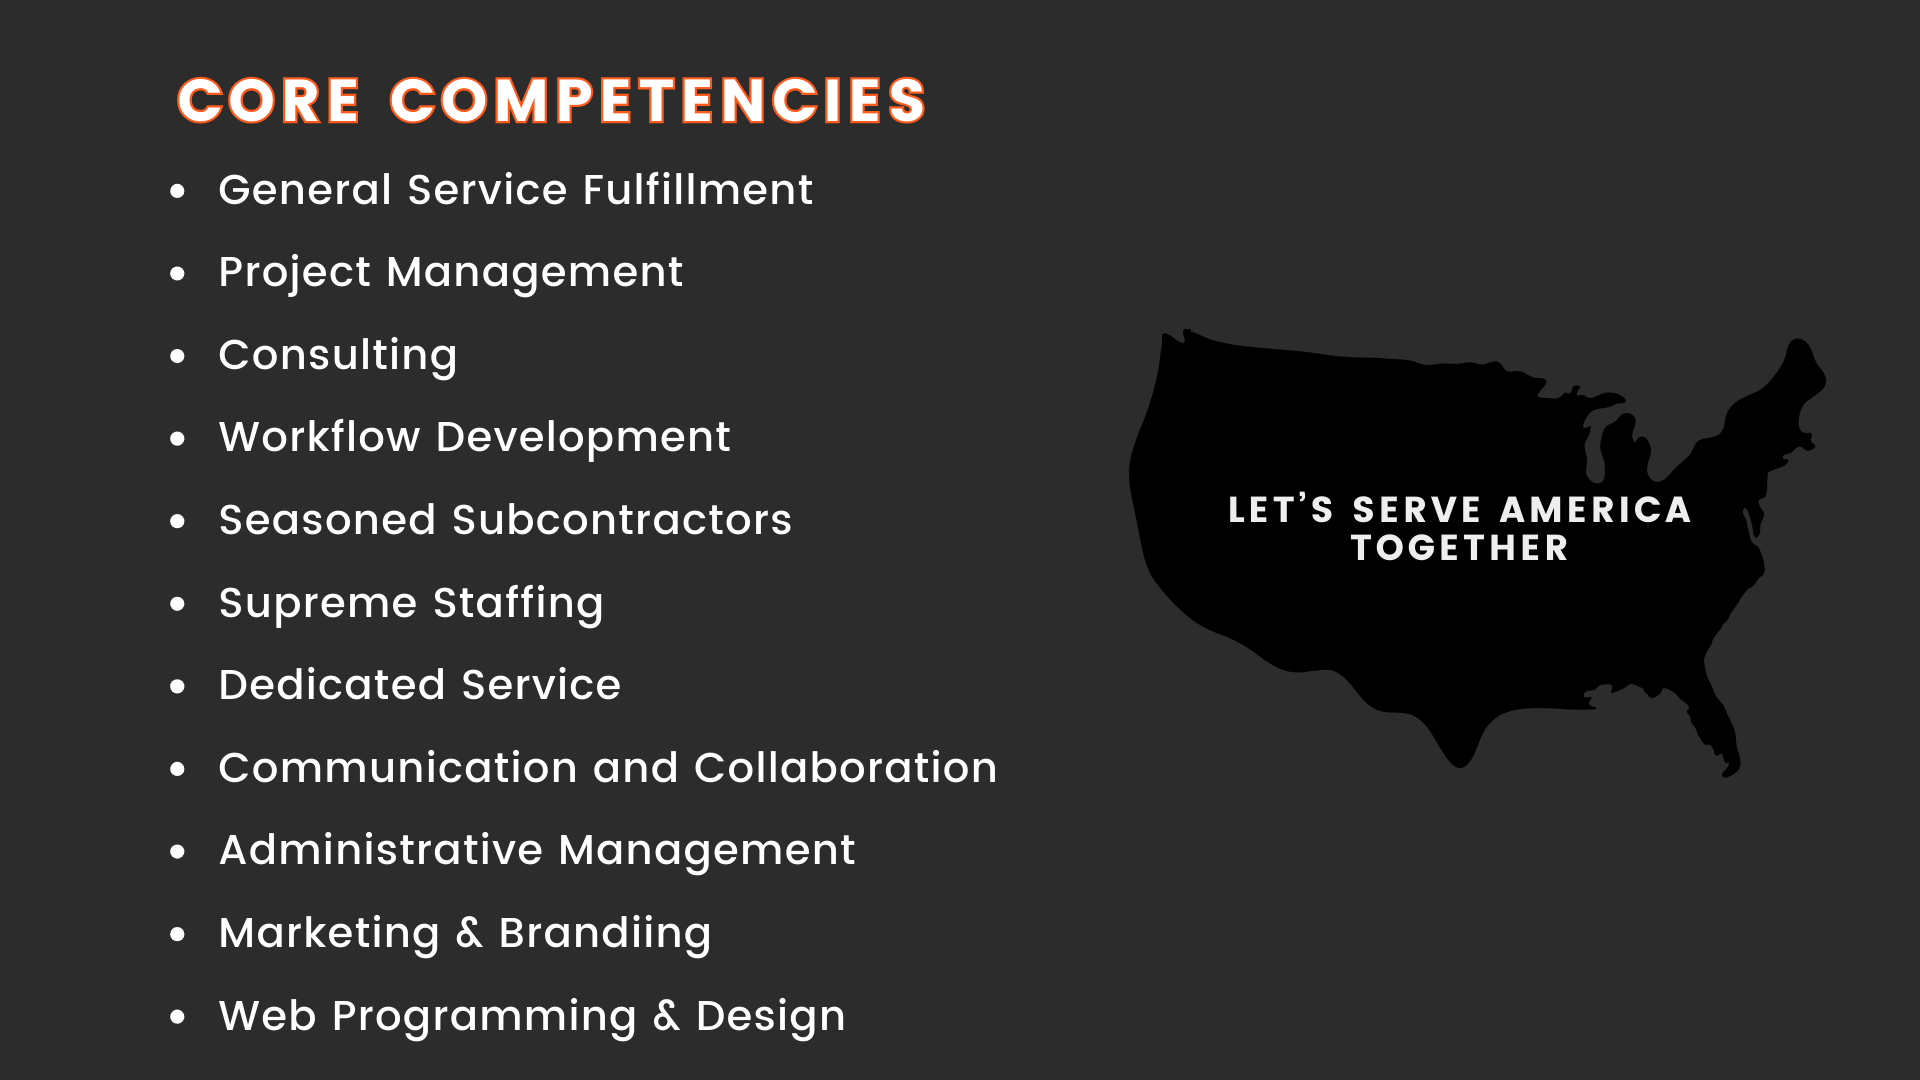 CORE COMPETENCIES
• General Service Fulfillment
• Project Management
• Consulting
• Workflow Development
• Seasoned Subcontractors
• Supreme Staffing
• Dedicated Service
• Communication and Collaboration
• Administrative Management
• Marketing & Brandiing
• Web Programming & Design
LET’S SERVE AMERICA
TOGETHER